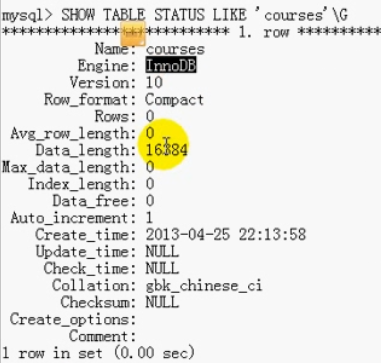 mysql> SHOW TABLE STATUS LIKE 'courses'\G
*************************** 1. row **********
Name: courses
Engine: InnoDB
Version: 10
Row_format: Compact
Rows: 0
Avg_row_length: 0
Data_length: 16384
Max_data_length: 0
Index_length: 0
Data_free: 0
Auto_increment: 1
Create_time: 2013-04-25 22:13:58
Update_time: NULL
Check_time: NULL
Collation: gbk_chinese_ci
Checksum: NULL
Create_options:
Comment:
1 row in set (0.00 sec)